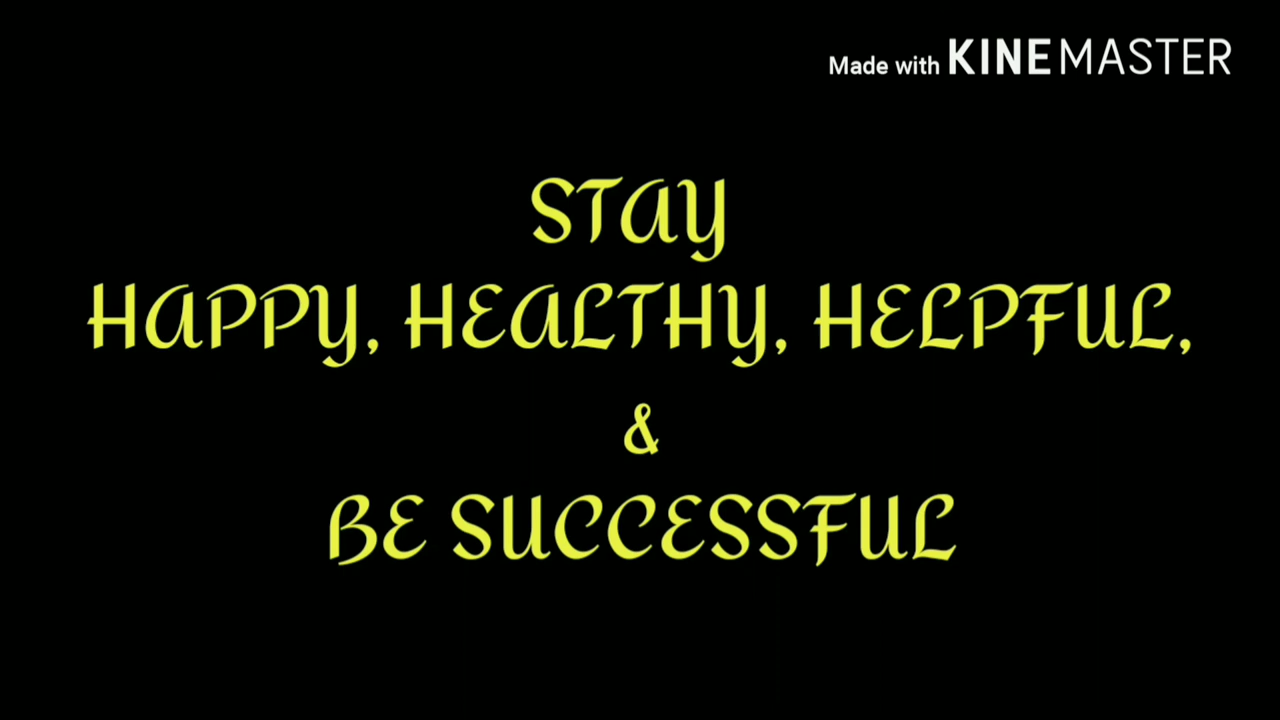 Made with KINEMASTER
STAY
HAPPY, HEALTHY, HELPFUL,
&
BE SUCCESSFUL